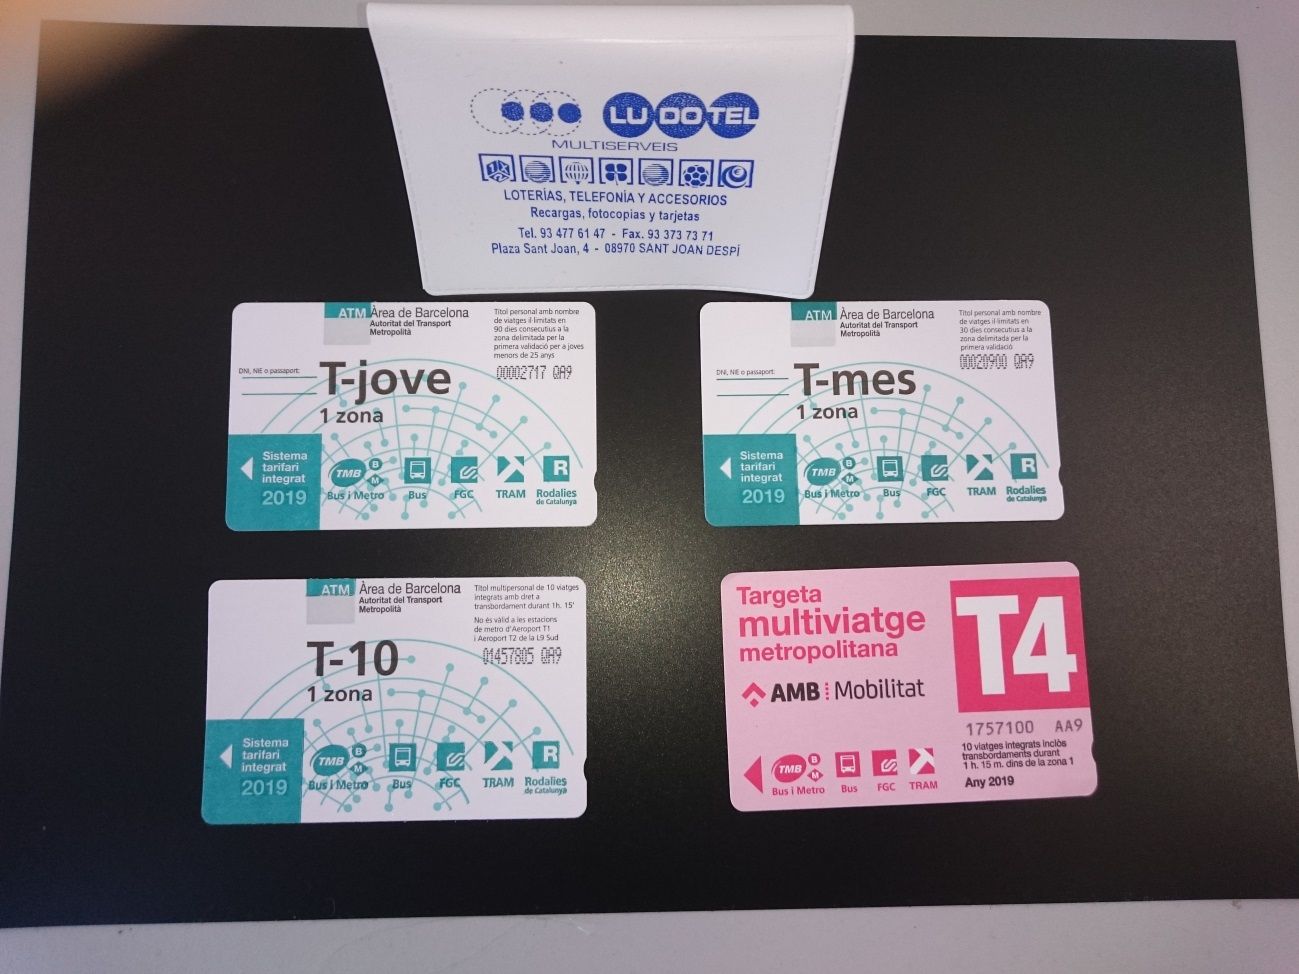 LUDOTEL
MULTISERVEIS
LOTERÍAS, TELEFONÍA Y ACCESORIOS
Recargas, fotocopias y tarjetas
Tel. 93 477 61 47 - Fax. 93 373 73 71
Plaza Sant Joan, 4 - 08970 SANT JOAN DESPÍ
ATM Àrea de Barcelona
Autoritat del Transport
Metropolità
Títol personal amb nombre
de viatges il·limitats en
90 dies consecutius a la
zona delimitada per la
primera validació per a joves
menors de 25 anys
00002717 QA9
DNI, NIE o passaport:
T-jove
1 zona
Sistema
tarifari
integrat
2019
TMB B M
Bus i Metro
Bus
FGC
TRAM
R
Rodalies
de Catalunya
ATM Àrea de Barcelona
Autoritat del Transport
Metropolità
Títol personal amb nombre
de viatges il·limitats en
30 dies consecutius a la
zona delimitada per la
primera validació
00020900 QA9
DNI, NIE o passaport:
T-mes
1 zona
Sistema
tarifari
integrat
2019
TMB B M
Bus i Metro
Bus
FGC
TRAM
R
Rodalies
de Catalunya
ATM Àrea de Barcelona
Autoritat del Transport
Metropolità
Títol multipersonal de 10 viatges
integrats amb dret a
transbordament durant 1h. 15'
No és vàlid a les estacions
de metro d'Aeroport T1
i Aeroport T2 de la L9 Sud
01457805 QA9
T-10
1 zona
Sistema
tarifari
integrat
2019
TMB B M
Bus i Metro
Bus
FGC
TRAM
R
Rodalies
de Catalunya
Targeta
multiviatge
metropolitana
T4
AMB Mobilitat
1757100 AA9
10 viatges integrats inclòs
transbordaments durant
1 h. 15 m. dins de la zona 1
Any 2019
TMB B M
Bus i Metro
Bus
FGC
TRAM